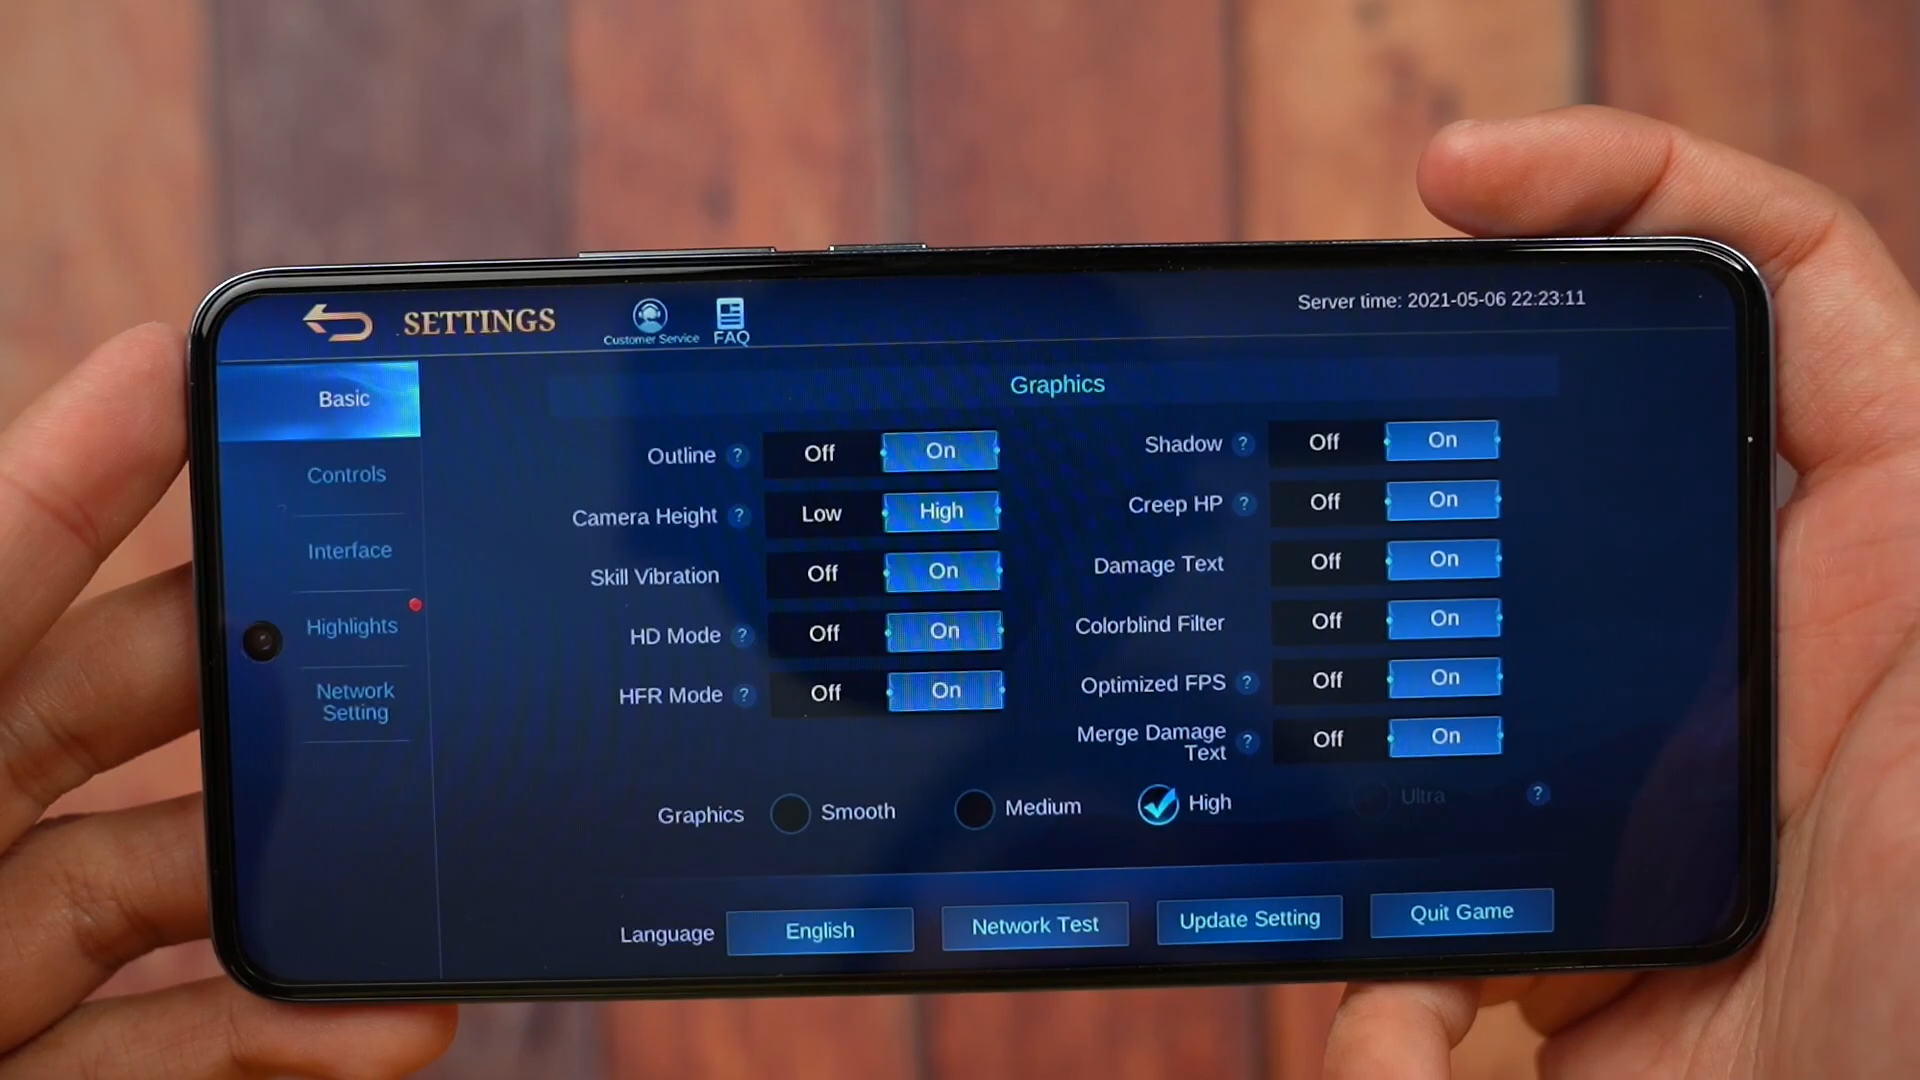 SETTINGS
Customer Service
FAQ
Server time: 2021-05-06 22:23:11
Basic
Controls
Interface
Highlights
Network
Setting
Graphics
Outline ? Off On
Shadow ? Off On
Camera Height ? Low High
Creep HP ? Off On
Skill Vibration Off On
Damage Text Off On
HD Mode ? Off On
Colorblind Filter Off On
HFR Mode ? Off On
Optimized FPS ? Off On
Merge Damage
Text ? Off On
Graphics Smooth Medium High Ultra ?
Language English Network Test Update Setting Quit Game